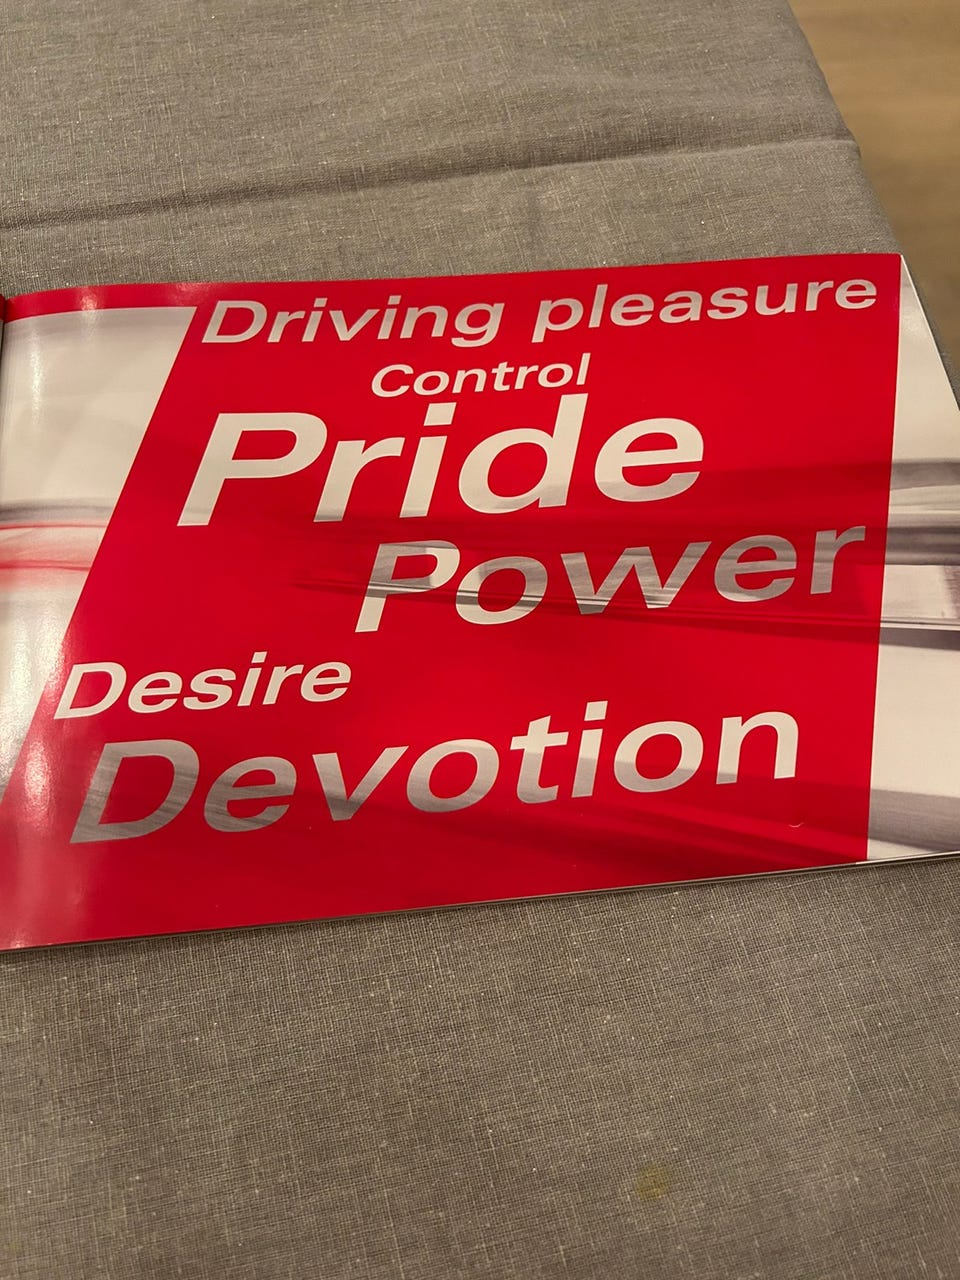 Driving pleasure
Control
Pride
Power
Desire
Devotion